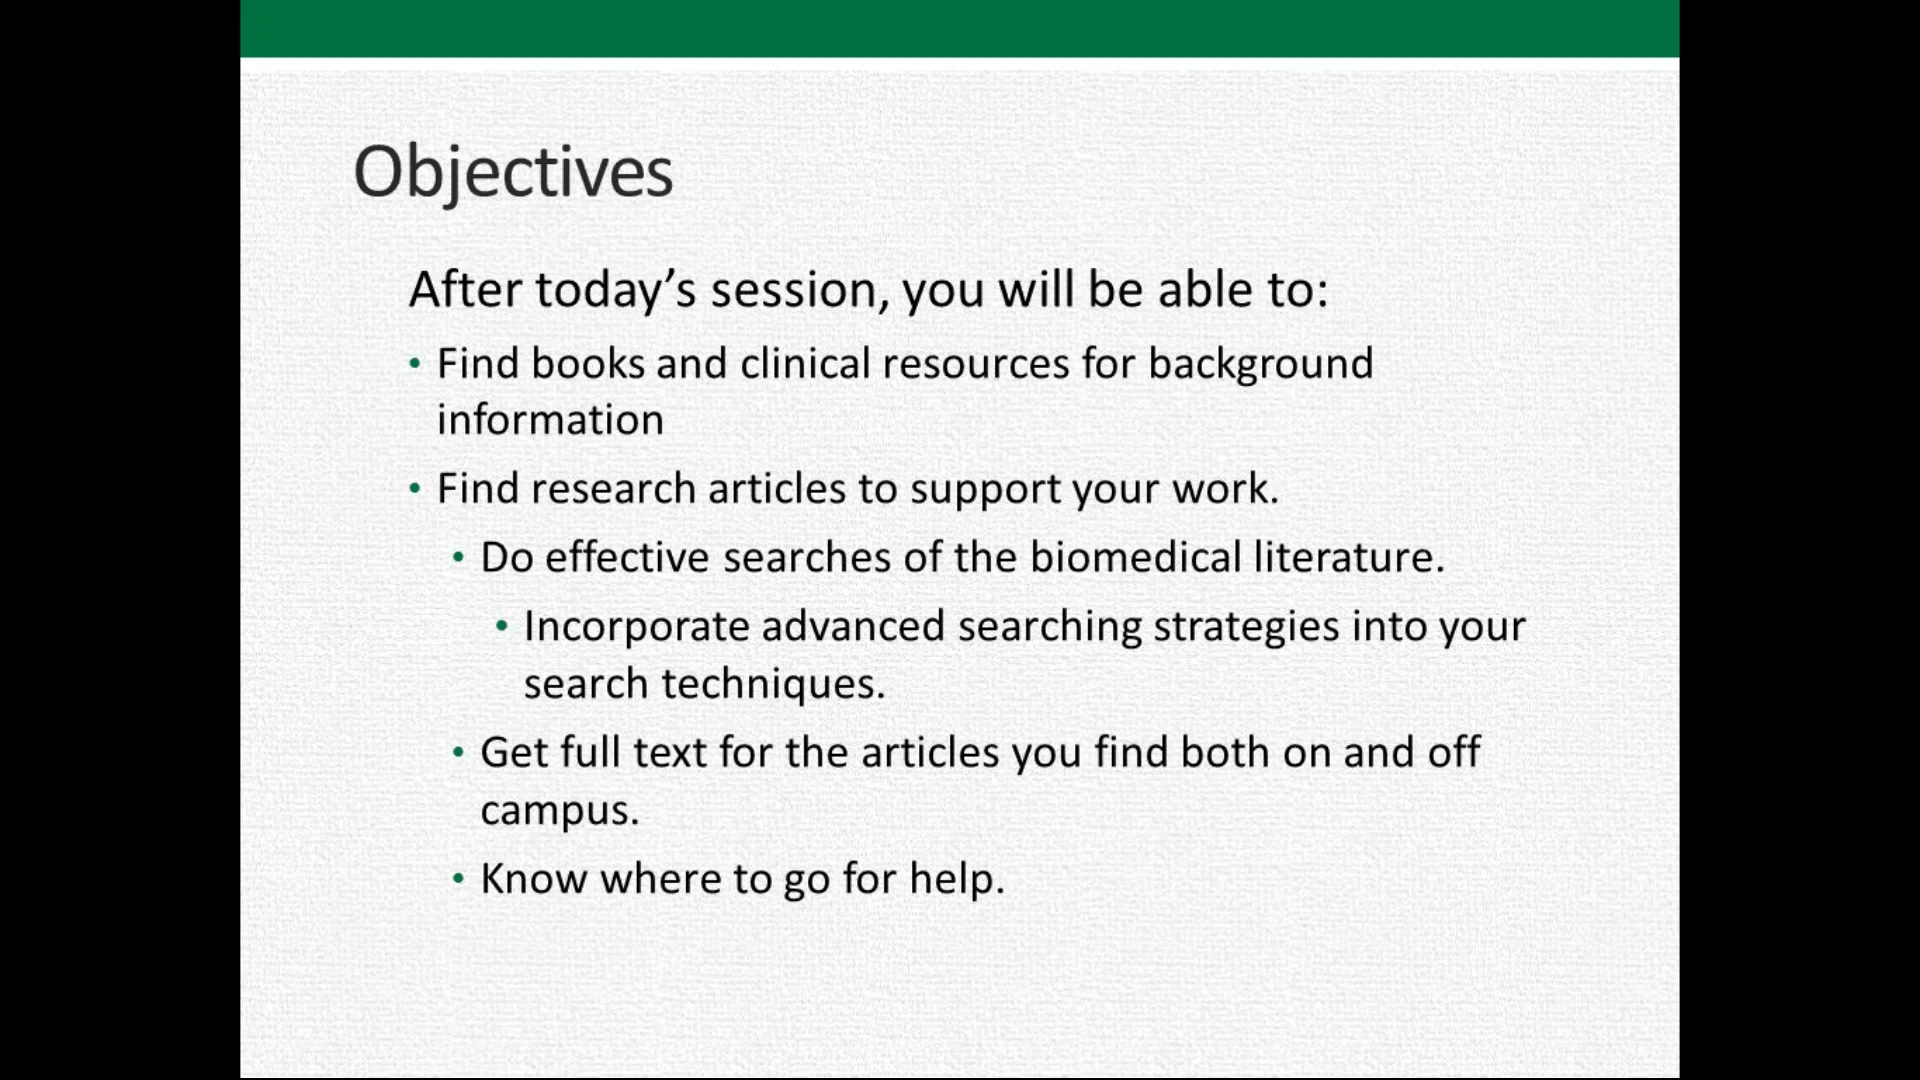 Objectives
After today’s session, you will be able to:
• Find books and clinical resources for background
information
• Find research articles to support your work.
• Do effective searches of the biomedical literature.
• Incorporate advanced searching strategies into your
search techniques.
• Get full text for the articles you find both on and off
campus.
• Know where to go for help.